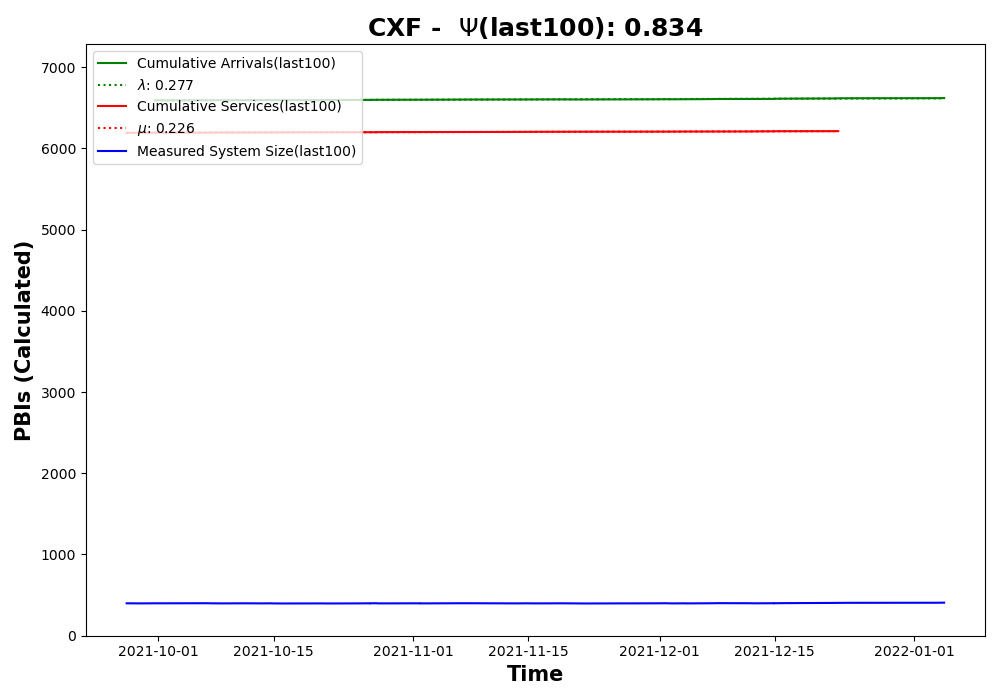 CXF -  Ψ(last100): 0.834
7000
6000
5000
4000
3000
2000
1000
0
PBIs (Calculated)
Cumulative Arrivals(last100)
λ: 0.277
Cumulative Services(last100)
μ: 0.226
Measured System Size(last100)
2021-10-01
2021-10-15
2021-11-01
2021-11-15
2021-12-01
2021-12-15
2022-01-01
Time